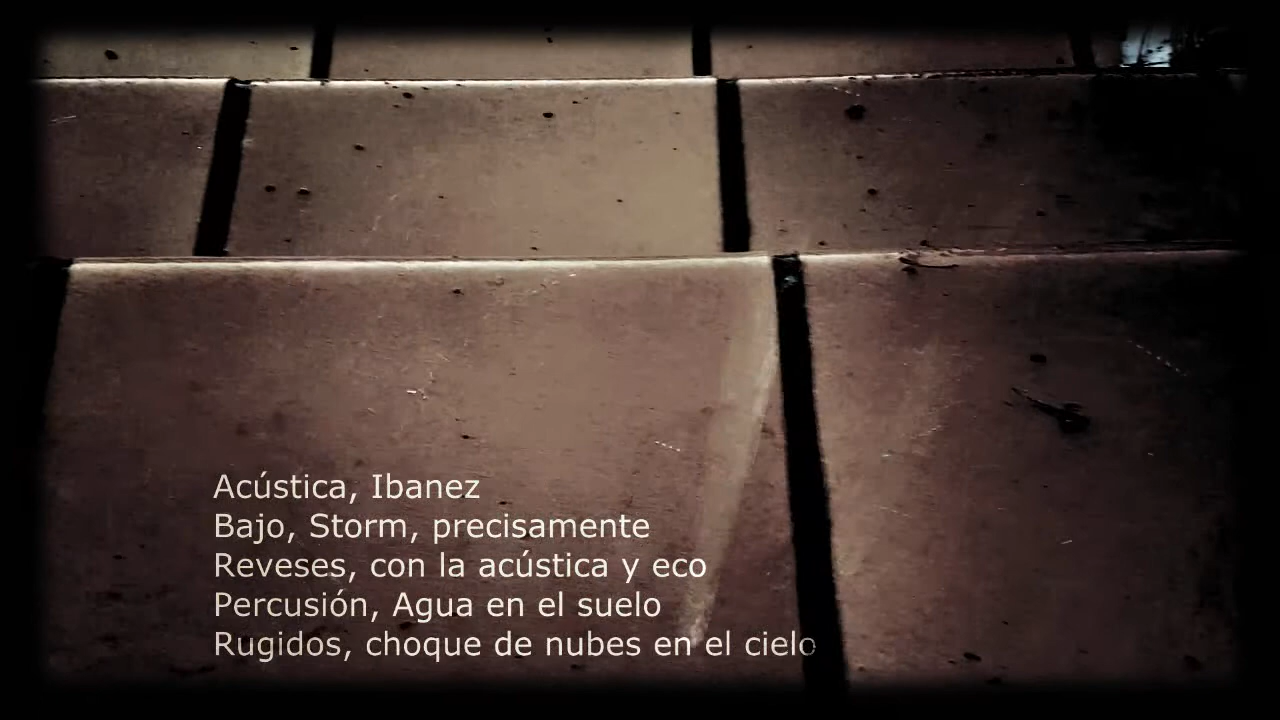 Acústica, Ibanez
Bajo, Storm, precisamente
Reveses, con la acústica y eco
Percusión, Agua en el suelo
Rugidos, choque de nubes en el cielo